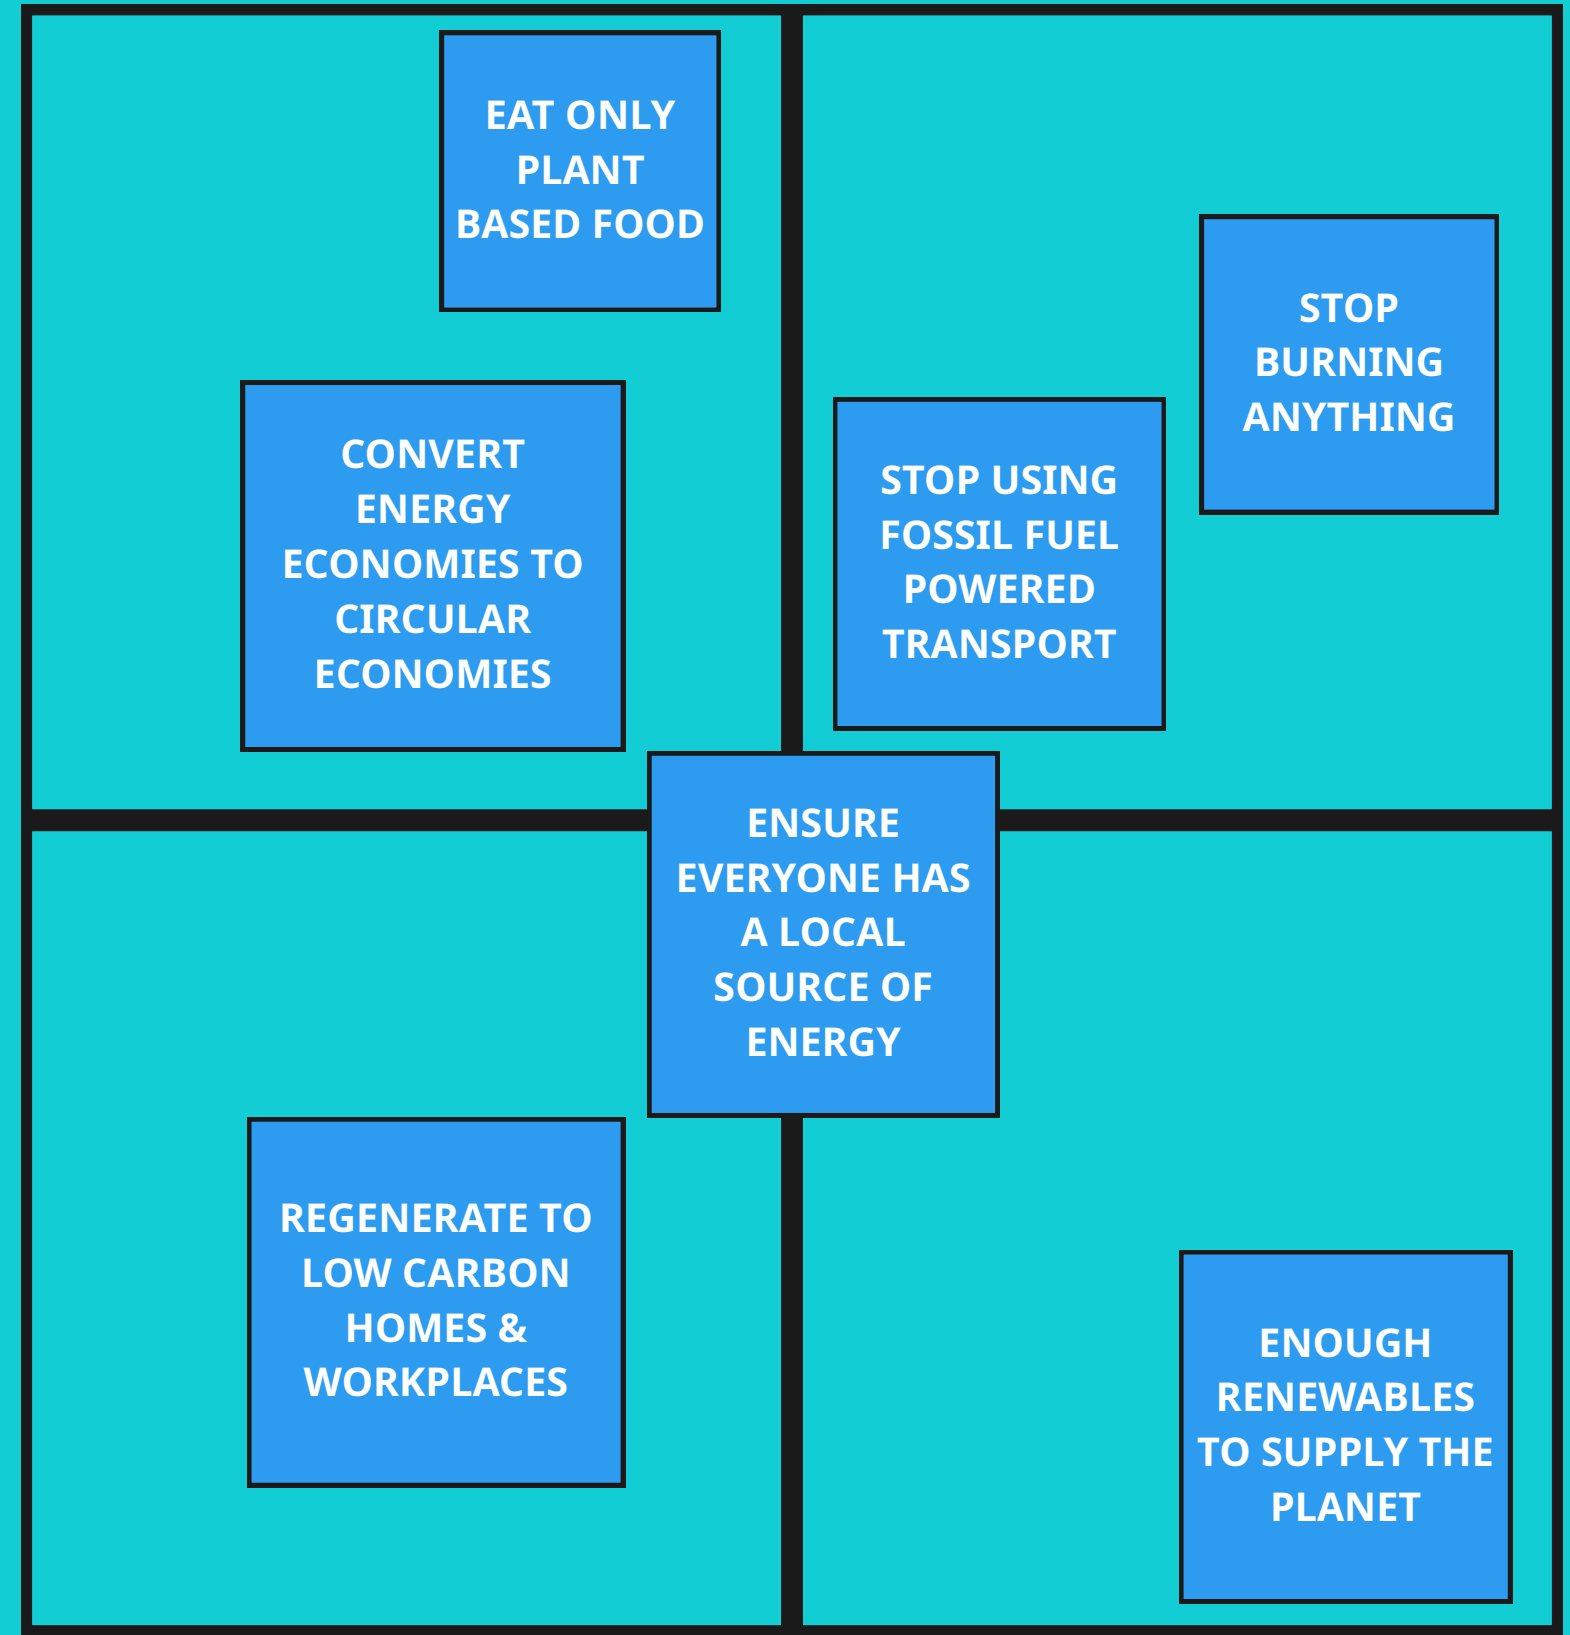 EAT ONLY
PLANT
BASED FOOD
STOP
BURNING
ANYTHING
CONVERT
ENERGY
ECONOMIES TO
CIRCULAR
ECONOMIES
STOP USING
FOSSIL FUEL
POWERED
TRANSPORT
ENSURE
EVERYONE HAS
A LOCAL
SOURCE OF
ENERGY
REGENERATE TO
LOW CARBON
HOMES &
WORKPLACES
ENOUGH
RENEWABLES
TO SUPPLY THE
PLANET